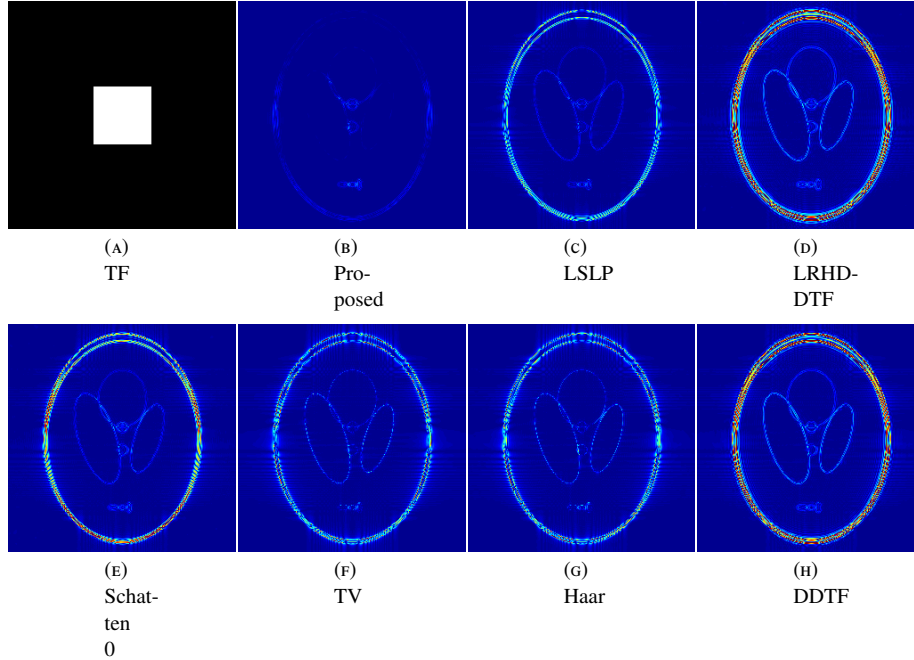 (A)
TF
(B)
Pro-
posed
(C)
LSLP
(D)
LRHD-
DTF
(E)
Schat-
ten
0
(F)
TV
(G)
Haar
(H)
DDTF